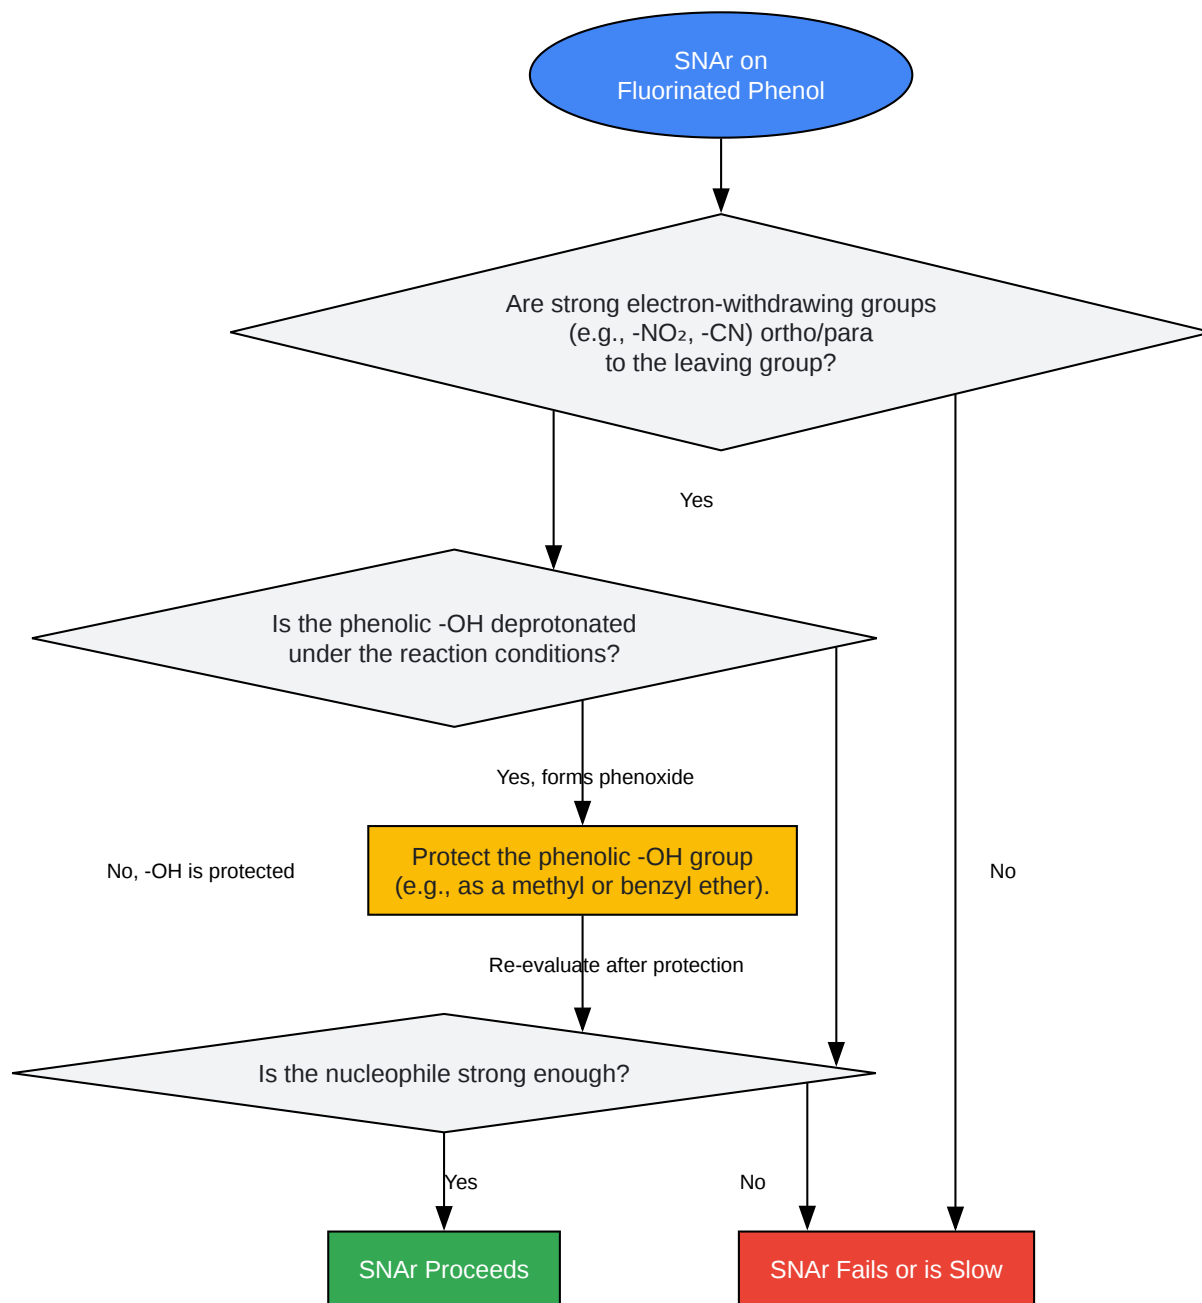 SNAr on
Fluorinated Phenol
Are strong electron-withdrawing groups
(e.g., -NO₂, -CN) ortho/para
to the leaving group?
Yes
Is the phenolic -OH deprotonated
under the reaction conditions?
Yes, forms phenoxide
Protect the phenolic -OH group
(e.g., as a methyl or benzyl ether).
No, -OH is protected
No
Re-evaluate after protection
Is the nucleophile strong enough?
Yes
No
SNAr Proceeds
SNAr Fails or is Slow